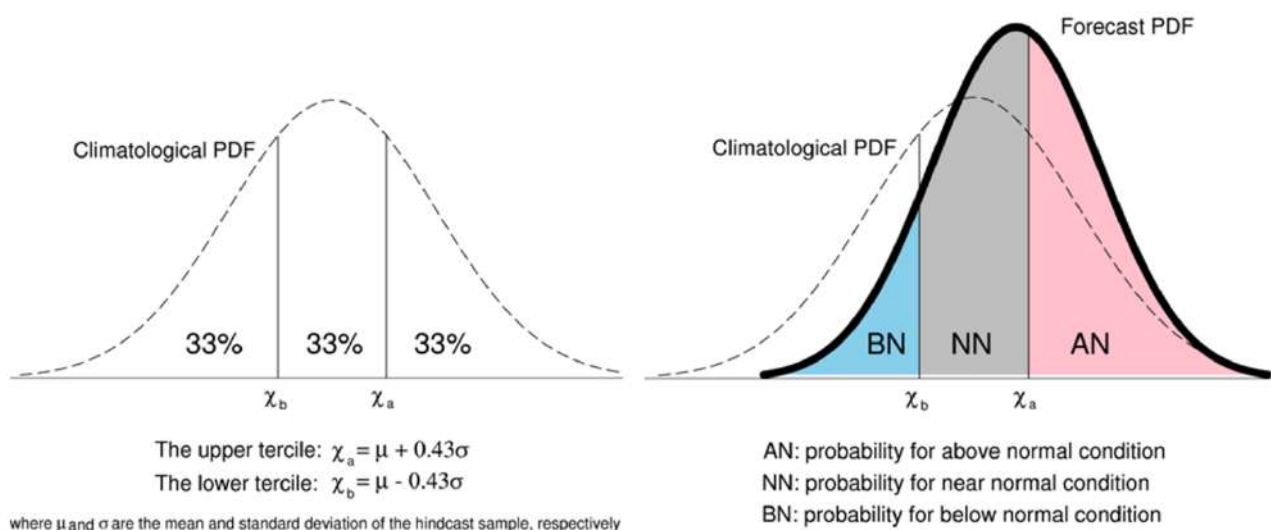 Climatological PDF
33%
33%
33%
χb
χa
The upper tercile: χa = μ + 0.43σ
The lower tercile: χb = μ - 0.43σ
where μ and σ are the mean and standard deviation of the hindcast sample, respectively
Forecast PDF
Climatological PDF
BN
NN
AN
χb
χa
AN: probability for above normal condition
NN: probability for near normal condition
BN: probability for below normal condition